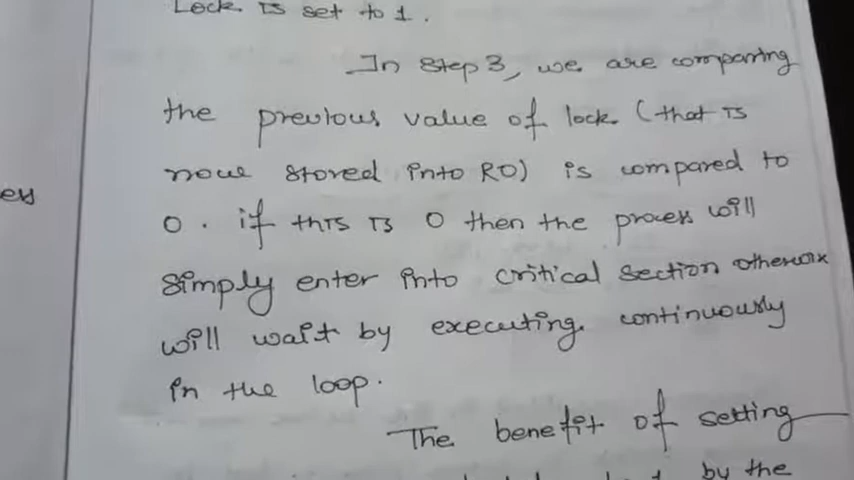 Lock is set to 1.
In step 3, we are comparing
the previous value of lock (that is
now stored into R0) is compared to
0. if this is 0 then the process will
simply enter into critical section otherwise
will wait by executing continuously
in the loop.
The benefit of setting
by the